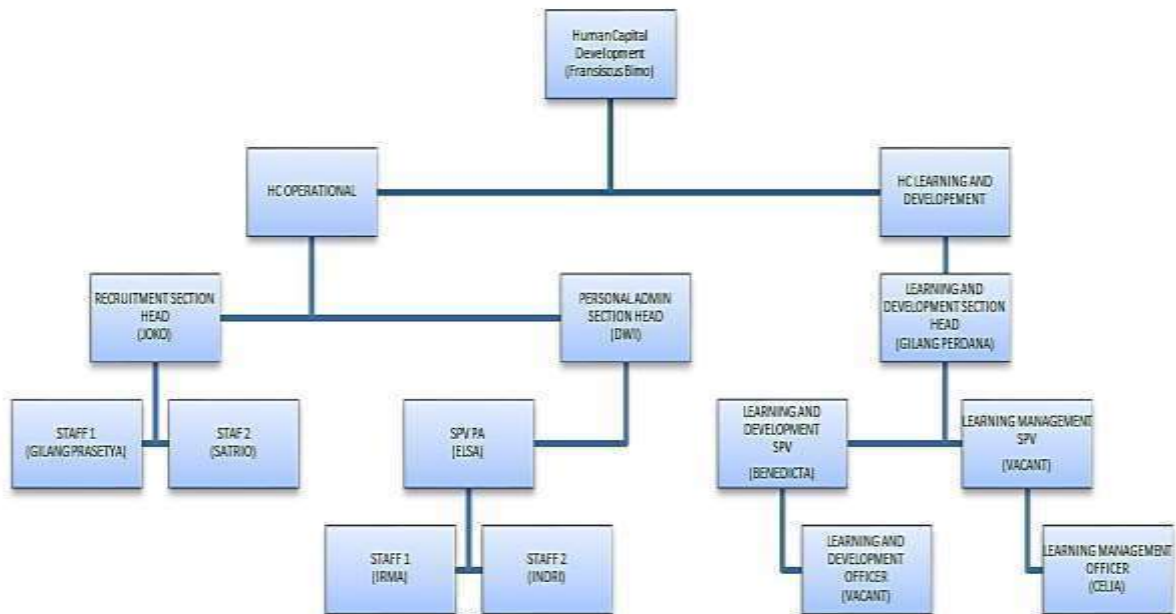 Human Capital
Development
(Fransiscus Bimo)
HC OPERATIONAL
HC LEARNING AND
DEVELOPEMENT
RECRUITMENT SECTION
HEAD
(JOKO)
PERSONAL ADMIN
SECTION HEAD
(DWI)
LEARNING AND
DEVELOPMENT SECTION
HEAD
(GILANG PERDANA)
STAFF 1
(GILANG PRASETYA)
STAF 2
(SATRIO)
SPV PA
(ELSA)
LEARNING AND
DEVELOPMENT
SPV
(BENEDICTA)
LEARNING MANAGEMENT
SPV
(VACANT)
STAFF 1
(IRMA)
STAFF 2
(INDRI)
LEARNING AND
DEVELOPMENT
OFFICER
(VACANT)
LEARNING MANAGEMENT
OFFICER
(CELIA)